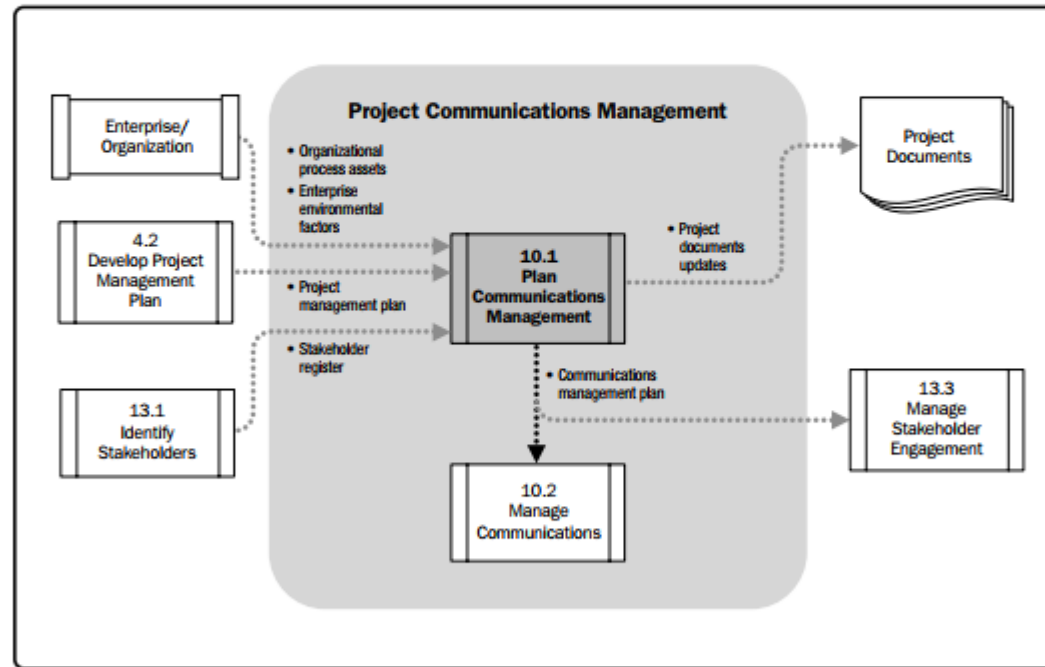 Project Communications Management
Enterprise/
Organization
• Organizational
process assets
• Enterprise
environmental
factors
Project
Documents
4.2
Develop Project
Management
Plan
• Project
management plan
10.1
Plan
Communications
Management
• Project
documents
updates
• Stakeholder
register
13.1
Identify
Stakeholders
• Communications
management plan
13.3
Manage
Stakeholder
Engagement
10.2
Manage
Communications